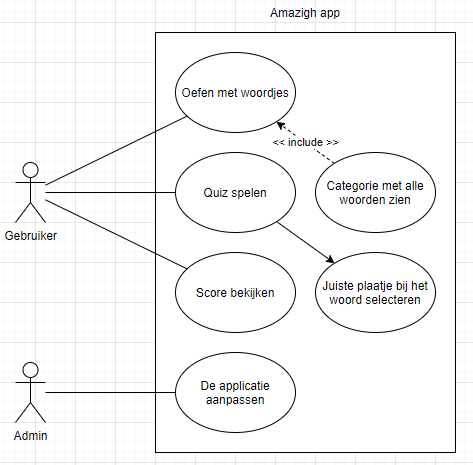 Amazigh app
Oefen met woordjes
<< include >>
Quiz spelen
Categorie met alle
woorden zien
Gebruiker
Score bekijken
Juiste plaatje bij het
woord selecteren
De applicatie
aanpassen
Admin